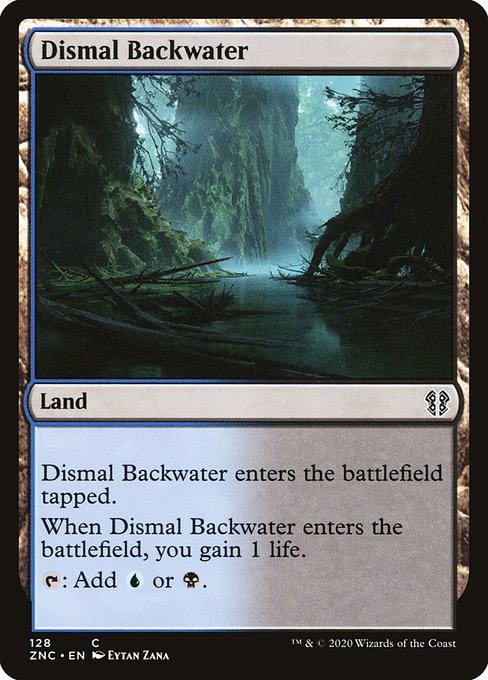 Dismal Backwater
Land
Dismal Backwater enters the battlefield
tapped.
When Dismal Backwater enters the
battlefield, you gain 1 life.
: Add or .
128 C
ZNC • EN Eytan Zana
™ & © 2020 Wizards of the Coast